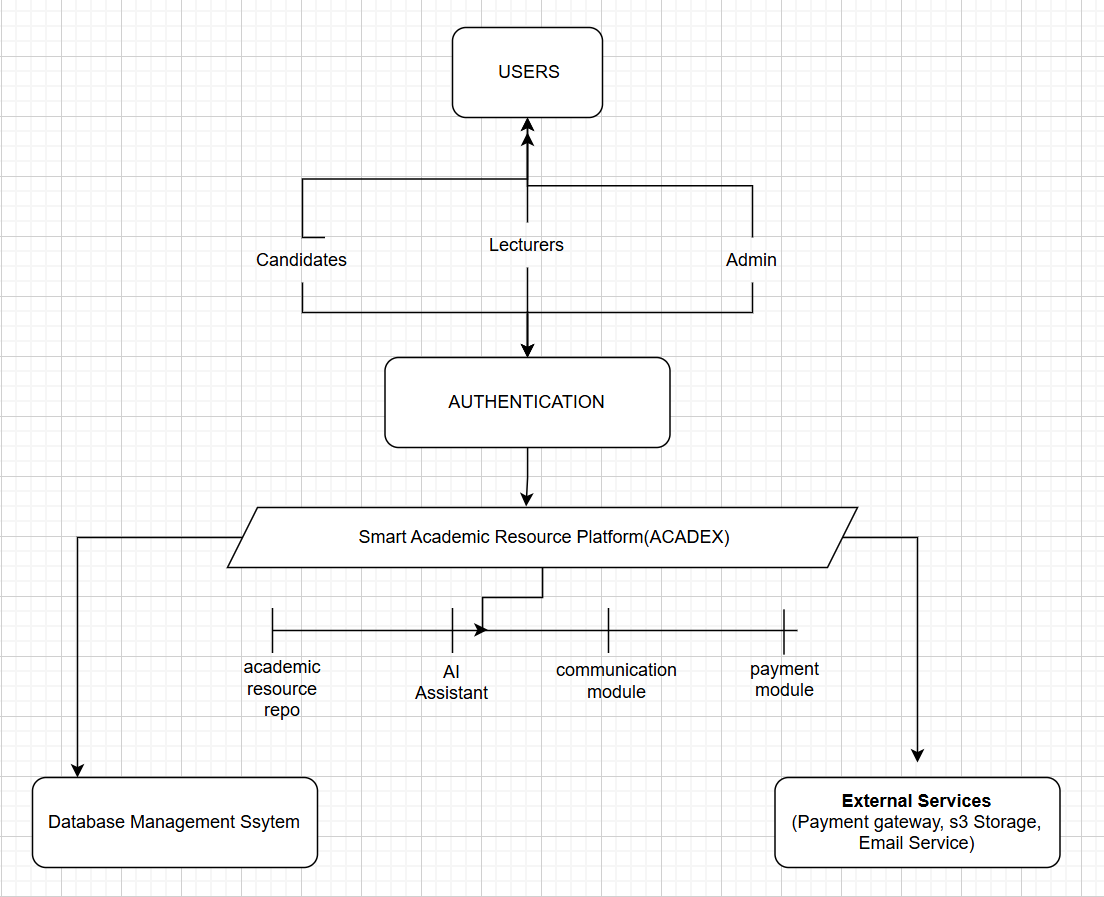 USERS
Lecturers
Candidates
Admin
AUTHENTICATION
Smart Academic Resource Platform(ACADEX)
academic
resource
repo
AI
Assistant
communication
module
payment
module
Database Management Ssytem
External Services
(Payment gateway, s3 Storage,
Email Service)